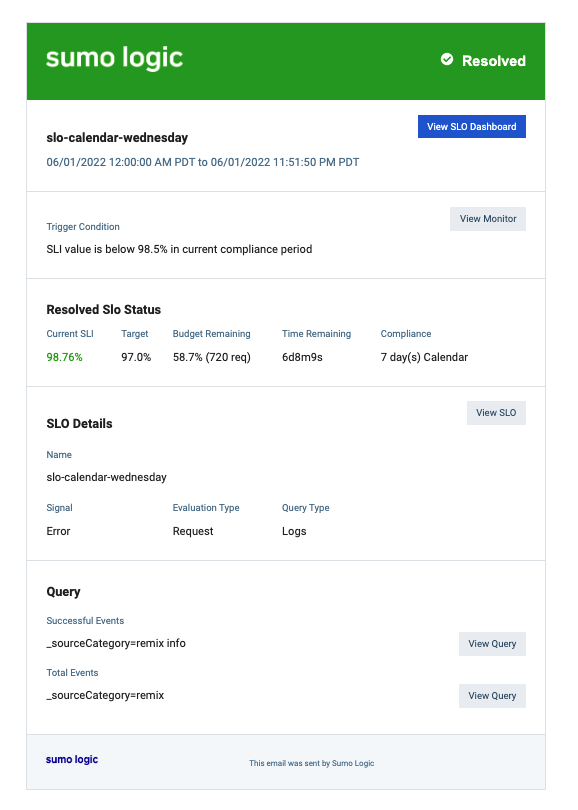 sumo logic
Resolved
View SLO Dashboard
slo-calendar-wednesday
06/01/2022 12:00:00 AM PDT to 06/01/2022 11:51:50 PM PDT
View Monitor
Trigger Condition
SLI value is below 98.5% in current compliance period
Resolved Slo Status
Current SLI Target Budget Remaining Time Remaining Compliance
98.76% 97.0% 58.7% (720 req) 6d8m9s 7 day(s) Calendar
View SLO
SLO Details
Name
slo-calendar-wednesday
Signal Evaluation Type Query Type
Error Request Logs
Query
Successful Events
_sourceCategory=remix info View Query
Total Events
_sourceCategory=remix View Query
sumo logic This email was sent by Sumo Logic